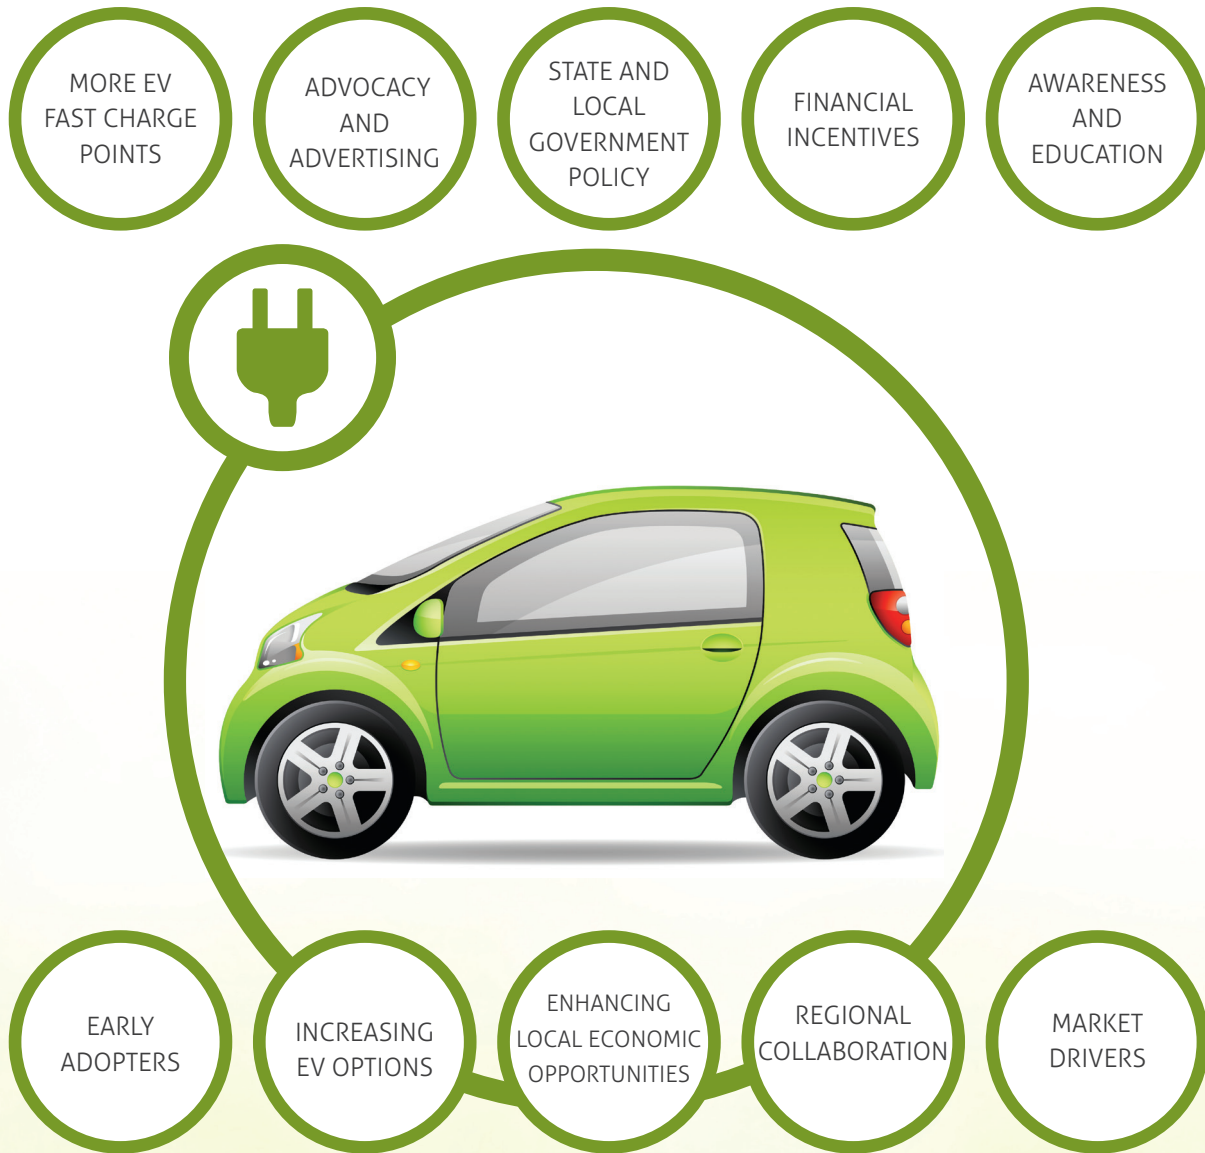 MORE EV
FAST CHARGE
POINTS
ADVOCACY
AND
ADVERTISING
STATE AND
LOCAL
GOVERNMENT
POLICY
FINANCIAL
INCENTIVES
AWARENESS
AND
EDUCATION
EARLY
ADOPTERS
INCREASING
EV OPTIONS
ENHANCING
LOCAL ECONOMIC
OPPORTUNITIES
REGIONAL
COLLABORATION
MARKET
DRIVERS